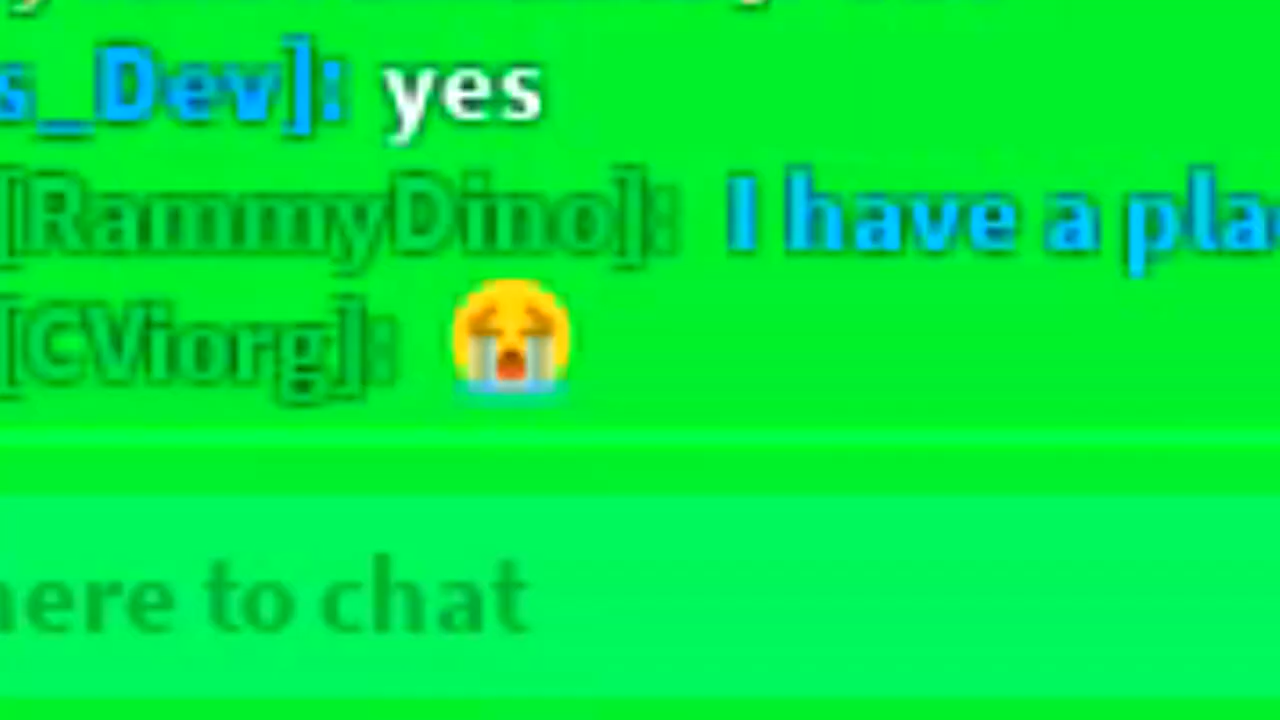 s_Dev]: yes
[RammyDino]: I have a pla
[CViorg]: 😭
here to chat